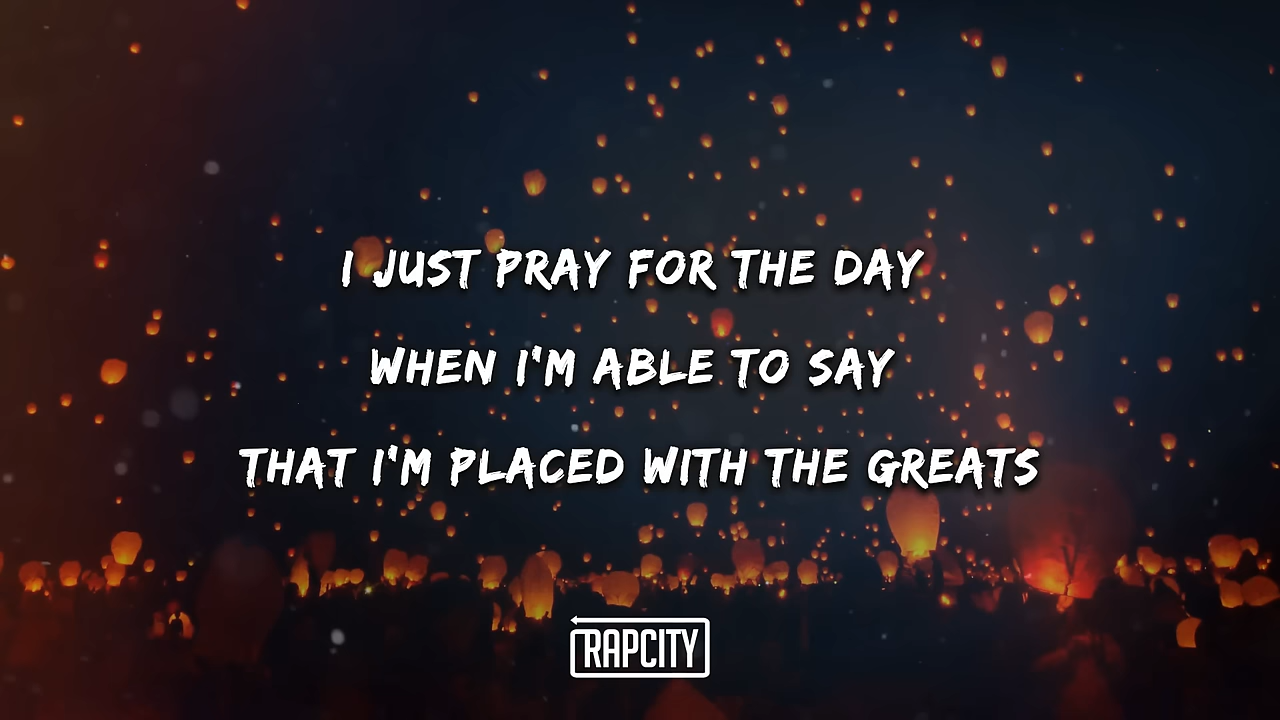 I JUST PRAY FOR THE DAY
WHEN I'M ABLE TO SAY
THAT I'M PLACED WITH THE GREATS
RAPCITY